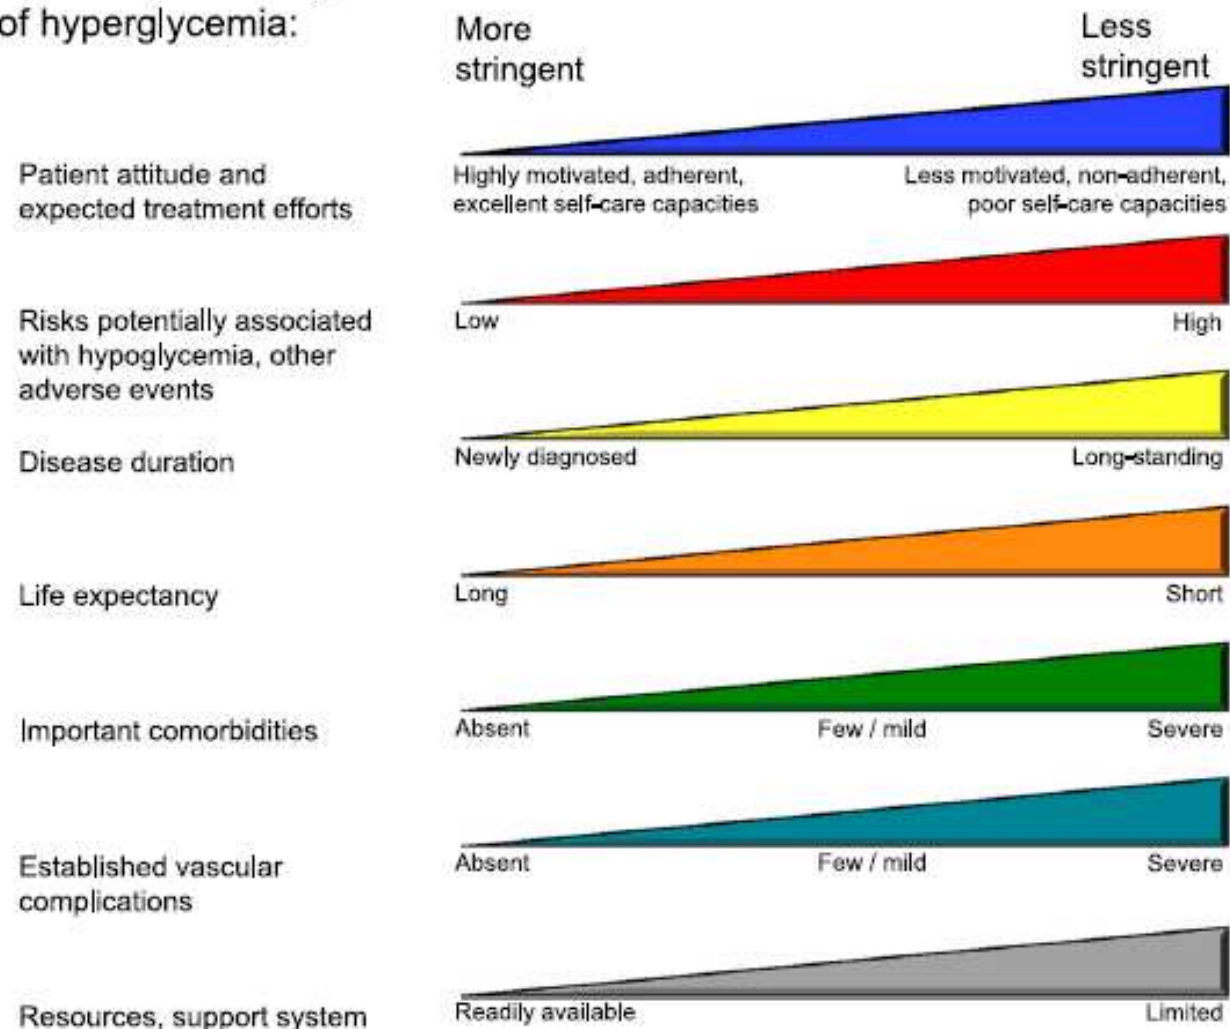 of hyperglycemia:
More
stringent
Less
stringent
Patient attitude and
expected treatment efforts
Highly motivated, adherent,
excellent self-care capacities
Less motivated, non-adherent,
poor self-care capacities
Risks potentially associated
with hypoglycemia, other
adverse events
Low
High
Disease duration
Newly diagnosed
Long-standing
Life expectancy
Long
Short
Important comorbidities
Absent
Few / mild
Severe
Established vascular
complications
Absent
Few / mild
Severe
Resources, support system
Readily available
Limited